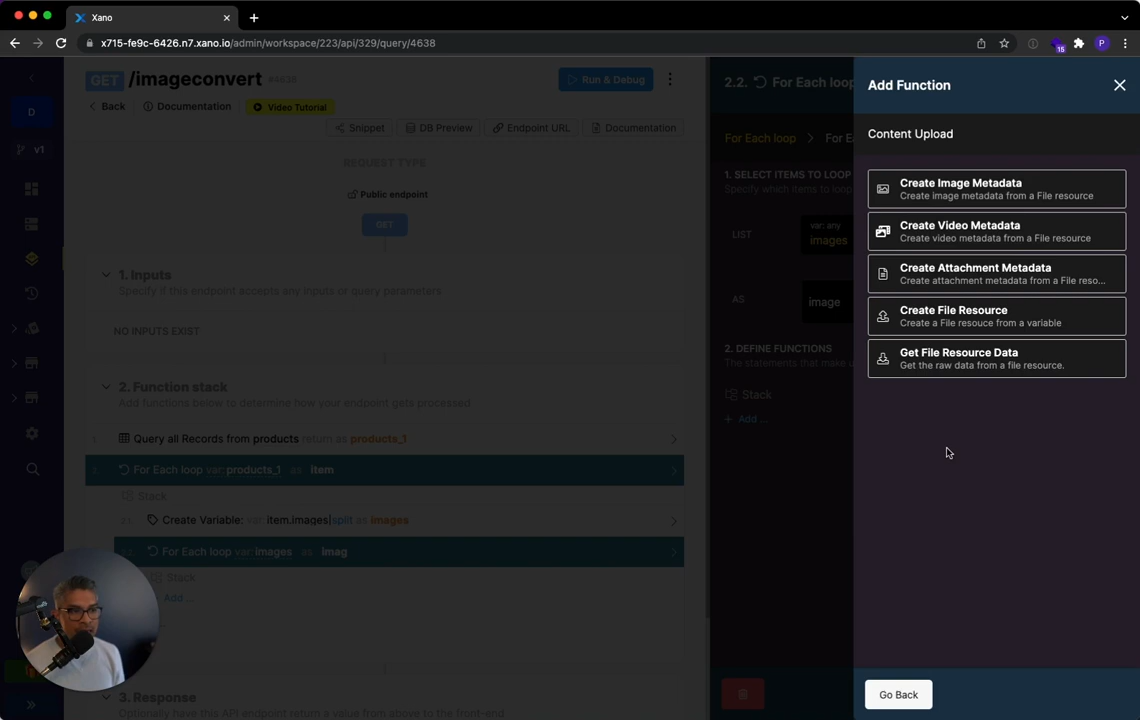 Xano
x715-fe9c-6426.n7.xano.io/admin/workspace/223/api/329/query/4638
15
P
D
v1
GET /imageconvert #4638
Run & Debug
Back
Documentation
Video Tutorial
Snippet
DB Preview
Endpoint URL
Documentation
REQUEST TYPE
Public endpoint
GET
1. Inputs
Specify if this endpoint accepts any inputs or query parameters
NO INPUTS EXIST
2. Function stack
Add functions below to determine how your endpoint gets processed
1 Query all Records from products return as products_1
2 For Each loop var: products_1 as item
Stack
2.1 Create Variable: var: item.images|split as images
2.2 For Each loop var: images as imag
Stack
Add ...
3. Response
Optionally have this API endpoint return a value from above to the front-end
2.2. For Each loop
For Each loop > For E
1. SELECT ITEMS TO LOOP
Specify which items to loop
LIST
var: any
images
AS
image
2. DEFINE FUNCTIONS
The statements that make u
Stack
+ Add ...
Add Function
Content Upload
Create Image Metadata
Create image metadata from a File resource
Create Video Metadata
Create video metadata from a File resource
Create Attachment Metadata
Create attachment metadata from a File reso...
Create File Resource
Create a File resouce from a variable
Get File Resource Data
Get the raw data from a file resource.
Go Back